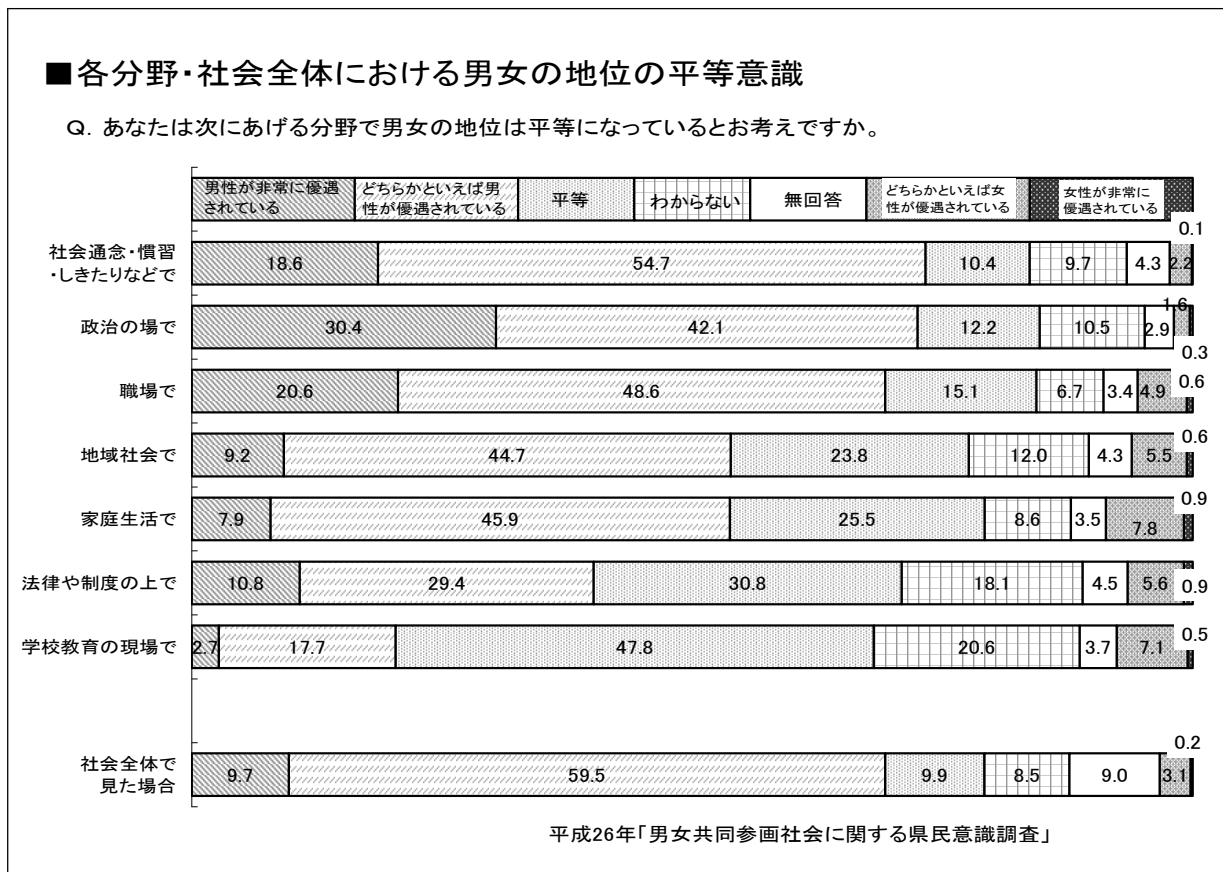 ■各分野・社会全体における男女の地位の平等意識
Q. あなたは次にあげる分野で男女の地位は平等になっているとお考えですか。
男性が非常に優遇
されている
どちらかといえば男
性が優遇されている
平等
わからない
無回答
どちらかといえば女
性が優遇されている
女性が非常に
優遇されている
社会通念・慣習
・しきたりなどで
18.6 54.7 10.4 9.7 4.3 2.2 0.1
政治の場で
30.4 42.1 12.2 10.5 2.9 1.6 0.3
職場で
20.6 48.6 15.1 6.7 3.4 4.9 0.6
地域社会で
9.2 44.7 23.8 12.0 4.3 5.5 0.6
家庭生活で
7.9 45.9 25.5 8.6 3.5 7.8 0.9
法律や制度の上で
10.8 29.4 30.8 18.1 4.5 5.6 0.9
学校教育の現場で
2.7 17.7 47.8 20.6 3.7 7.1 0.5
社会全体で
見た場合
9.7 59.5 9.9 8.5 9.0 3.1 0.2
平成26年「男女共同参画社会に関する県民意識調査」